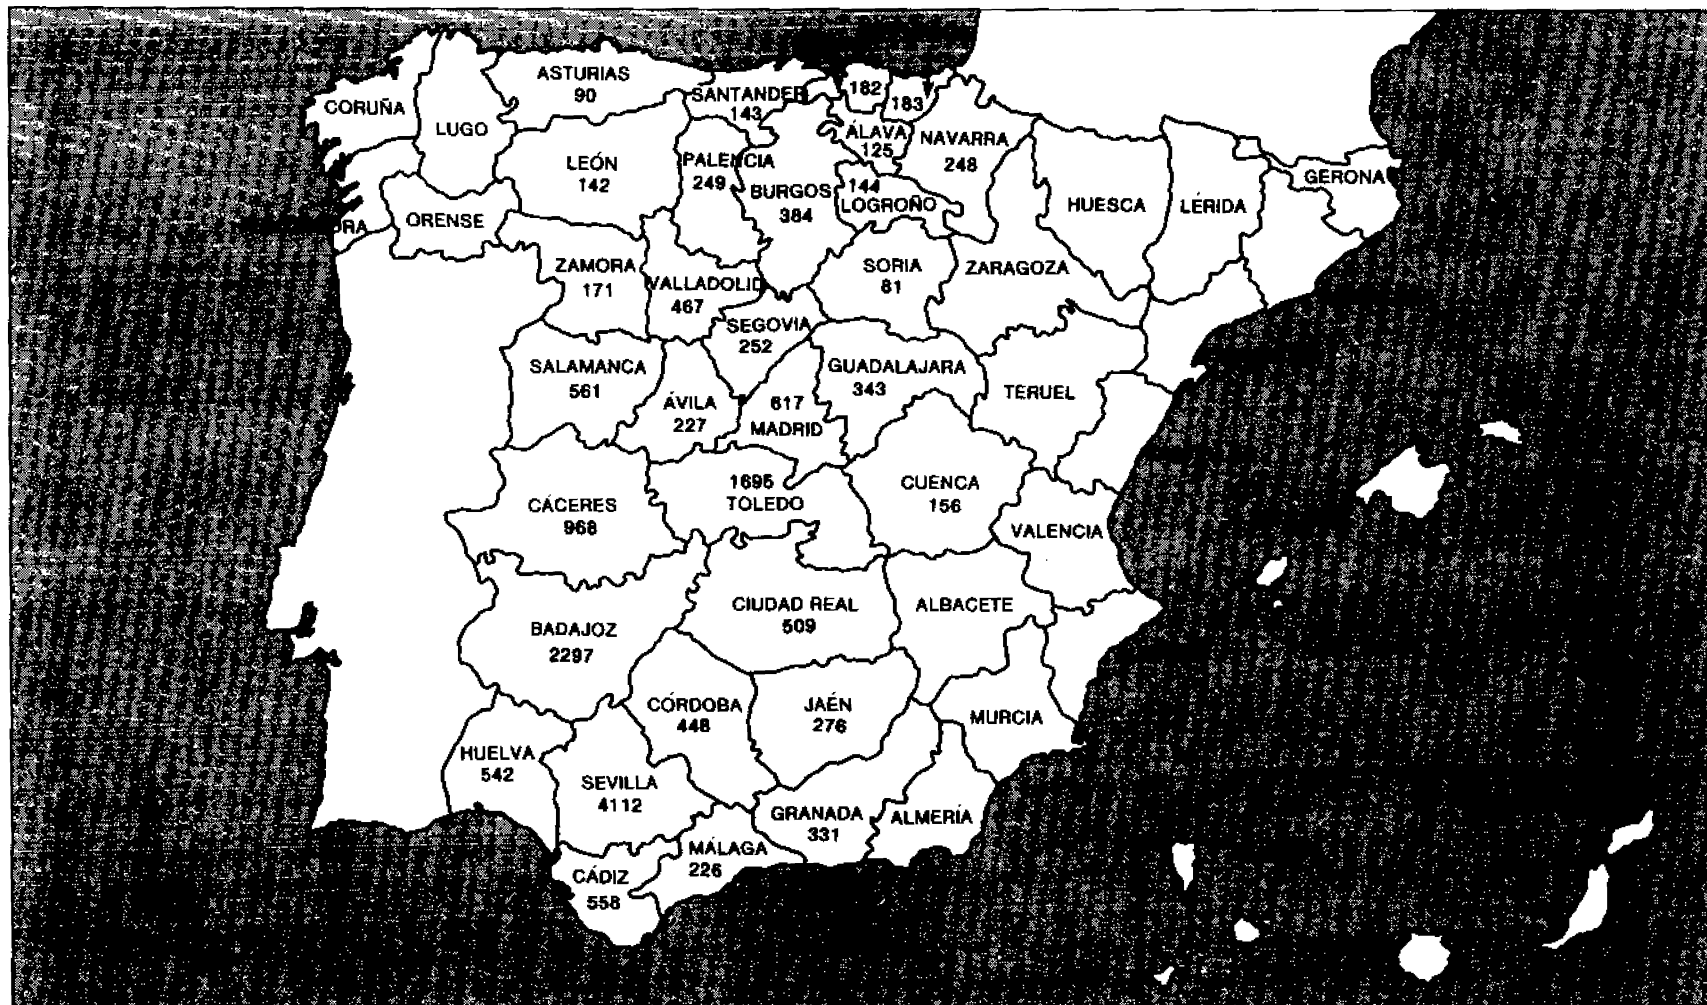 ASTURIAS
90
SANTANDER
143
182
183
CORUÑA
LUGO
LEÓN
142
PALENCIA
249
BURGOS
384
ÁLAVA
125
NAVARRA
248
144
LOGROÑO
HUESCA
LÉRIDA
GERONA
ORENSE
ZAMORA
171
VALLADOLID
467
SORIA
81
ZARAGOZA
SEGOVIA
252
SALAMANCA
561
ÁVILA
227
617
MADRID
GUADALAJARA
343
TERUEL
CÁCERES
968
1695
TOLEDO
CUENCA
156
VALENCIA
BADAJOZ
2297
CIUDAD REAL
509
ALBACETE
CÓRDOBA
448
JAÉN
276
MURCIA
HUELVA
542
SEVILLA
4112
GRANADA
331
ALMERÍA
MÁLAGA
226
CÁDIZ
558